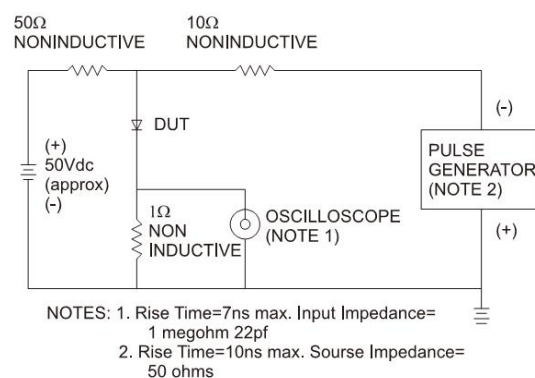 50Ω
NONINDUCTIVE
10Ω
NONINDUCTIVE
DUT
(+)
50Vdc
(approx)
(-)
1Ω
NON
INDUCTIVE
OSCILLOSCOPE
(NOTE 1)
(-)
PULSE
GENERATOR
(NOTE 2)
(+)
NOTES: 1. Rise Time=7ns max. Input Impedance=
1 megohm 22pf
2. Rise Time=10ns max. Sourse Impedance=
50 ohms